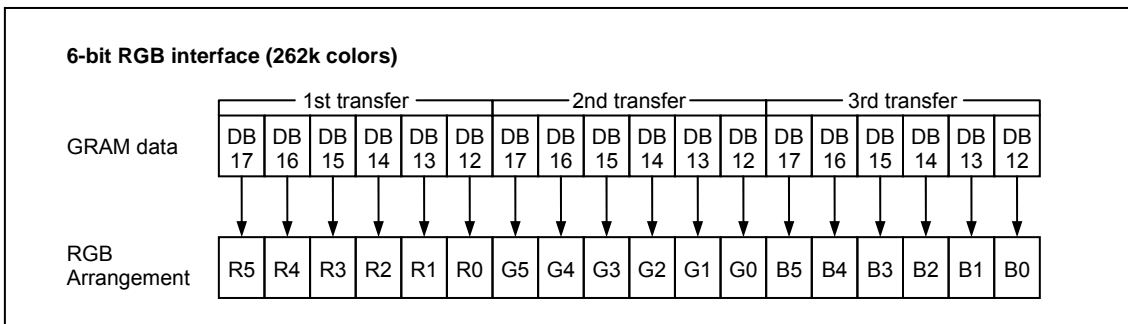 6-bit RGB interface (262k colors)
1st transfer 2nd transfer 3rd transfer
GRAM data DB 17 DB 16 DB 15 DB 14 DB 13 DB 12 DB 17 DB 16 DB 15 DB 14 DB 13 DB 12 DB 17 DB 16 DB 15 DB 14 DB 13 DB 12
RGB Arrangement R5 R4 R3 R2 R1 R0 G5 G4 G3 G2 G1 G0 B5 B4 B3 B2 B1 B0